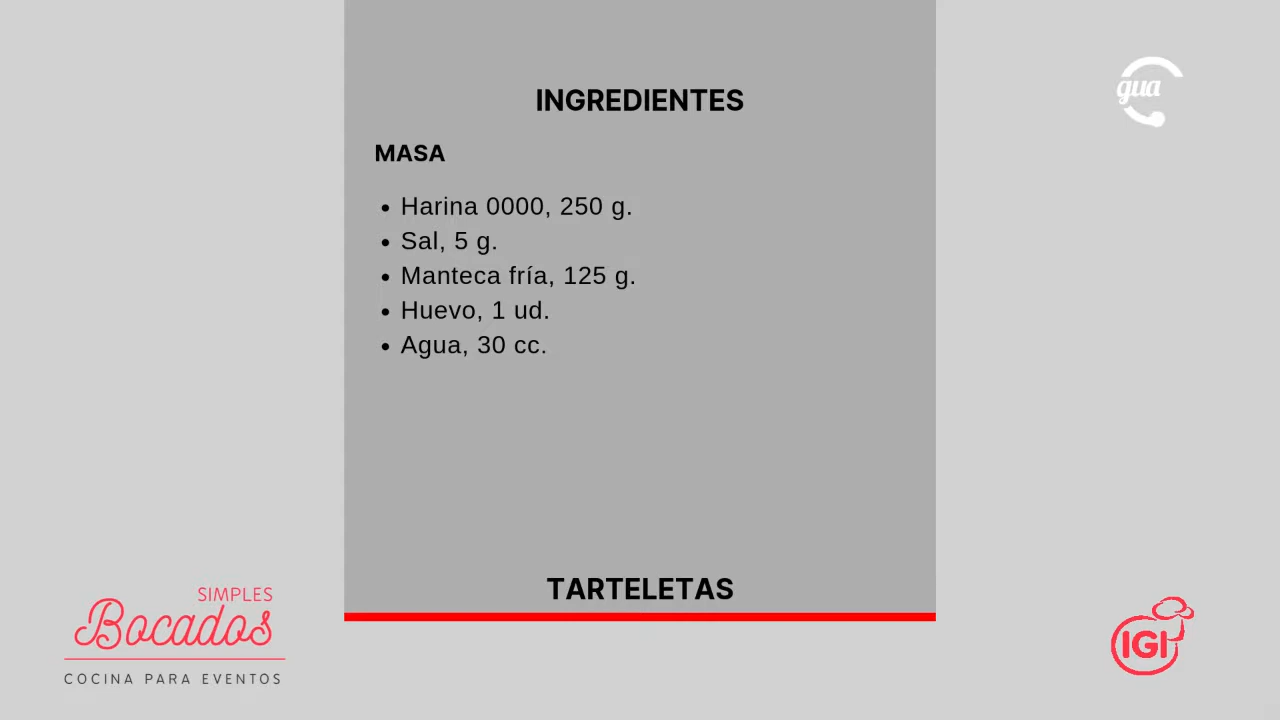 INGREDIENTES
gua
MASA
Harina 0000, 250 g.
Sal, 5 g.
Manteca fría, 125 g.
Huevo, 1 ud.
Agua, 30 cc.
TARTELETAS
SIMPLES
Bocados
COCINA PARA EVENTOS
IGI